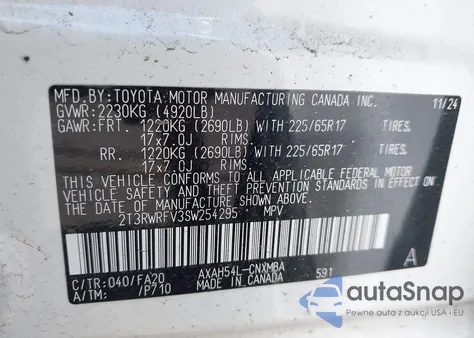 MFD.BY:TOYOTA MOTOR MANUFACTURING CANADA INC. 11/24
GVWR:2230KG (4920LB)
GAWR:FRT. 1220KG (2690LB) WITH 225/65R17 TIRES,
17x7.0J RIMS.
RR. 1220KG (2690LB) WITH 225/65R17 TIRES,
17x7.0J RIMS.
THIS VEHICLE CONFORMS TO ALL APPLICABLE FEDERAL MOTOR
VEHICLE SAFETY AND THEFT PREVENTION STANDARDS IN EFFECT ON
THE DATE OF MANUFACTURE SHOWN ABOVE.
2T3RWRFV3SW254295 MPV
C/TR:040/FA20 AXAH54L-CNXMBA 591 A
A/TM: /P710 MADE IN CANADA
autoSnap
Pewne auta z aukcji USA i EU